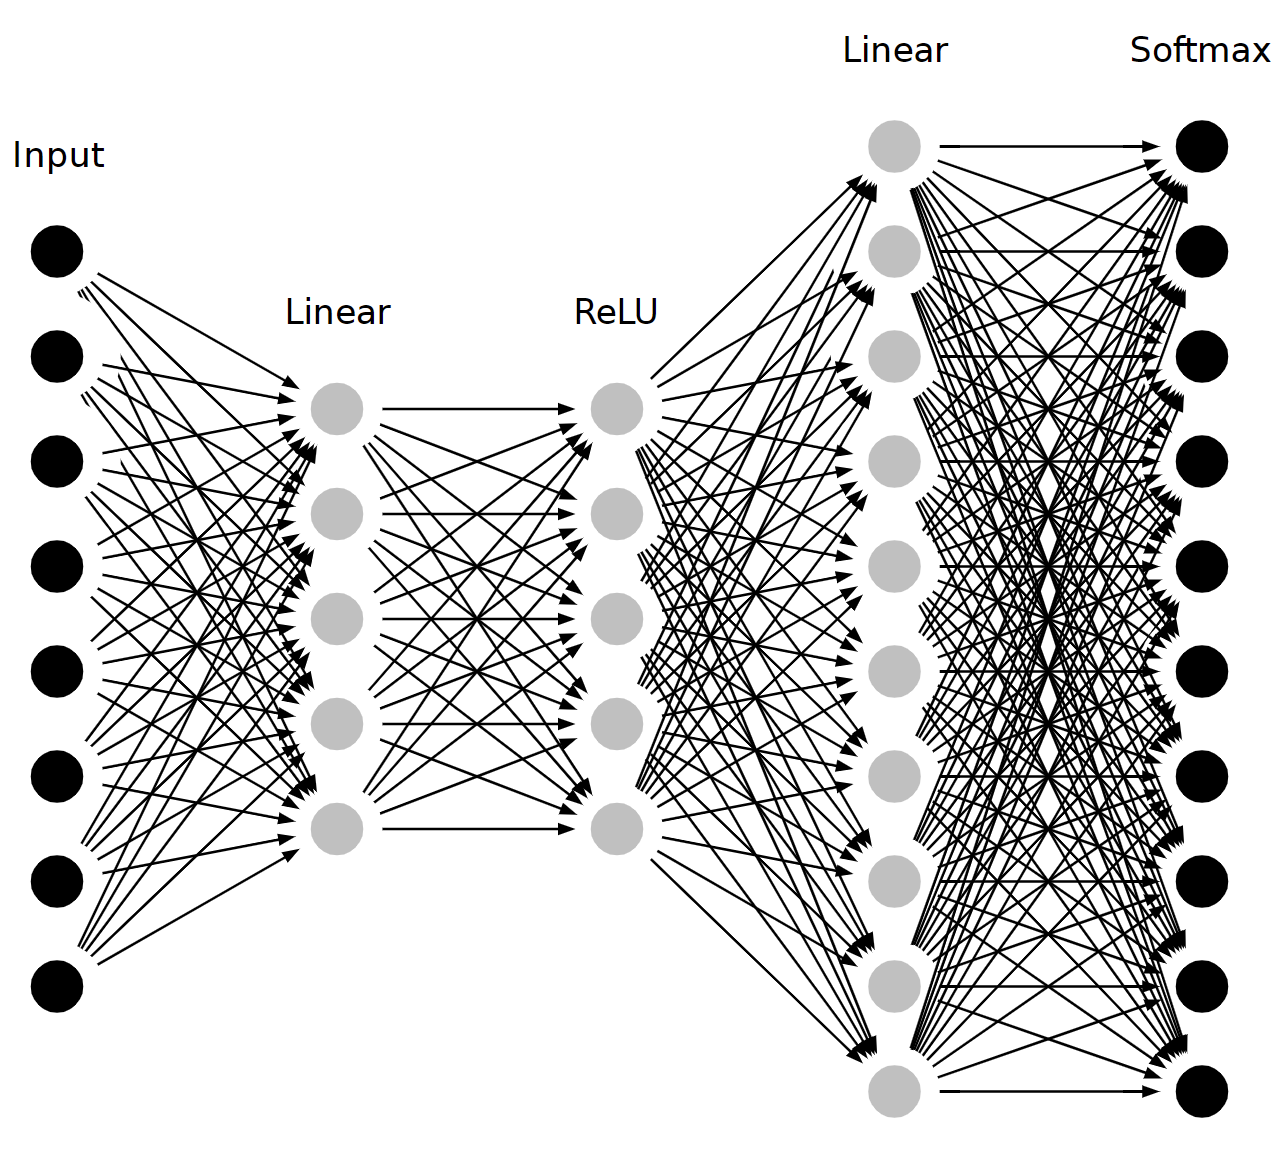 Input
Linear
ReLU
Linear
Softmax